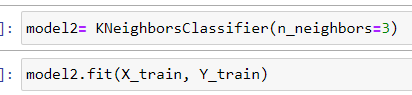 ]: model2= KNeighborsClassifier(n_neighbors=3)
]: model2.fit(X_train, Y_train)